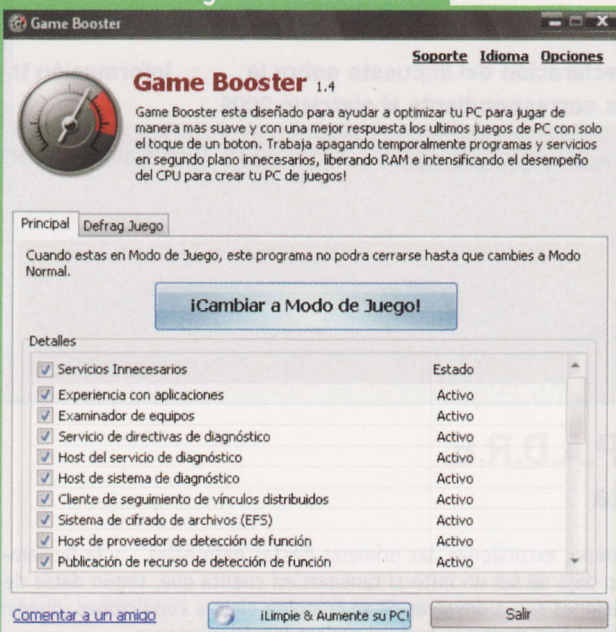 Game Booster
Soporte Idioma Opciones
Game Booster 1.4
Game Booster esta diseñado para ayudar a optimizar tu PC para jugar de
manera mas suave y con una mejor respuesta los ultimos juegos de PC con solo
el toque de un boton. Trabaja apagando temporalmente programas y servicios
en segundo plano innecesarios, liberando RAM e intensificando el desempeño
del CPU para crear tu PC de juegos!
Principal Defrag Juego
Cuando estas en Modo de Juego, este programa no podra cerrarse hasta que cambies a Modo
Normal.
¡Cambiar a Modo de Juego!
Detalles
Servicios Innecesarios Estado
Experiencia con aplicaciones Activo
Examinador de equipos Activo
Servicio de directivas de diagnóstico Activo
Host del servicio de diagnóstico Activo
Host de sistema de diagnóstico Activo
Cliente de seguimiento de vínculos distribuidos Activo
Sistema de cifrado de archivos (EFS) Activo
Host de proveedor de detección de función Activo
Publicación de recurso de detección de función Activo
Comentar a un amigo ¡Limpie & Aumente su PC! Salir